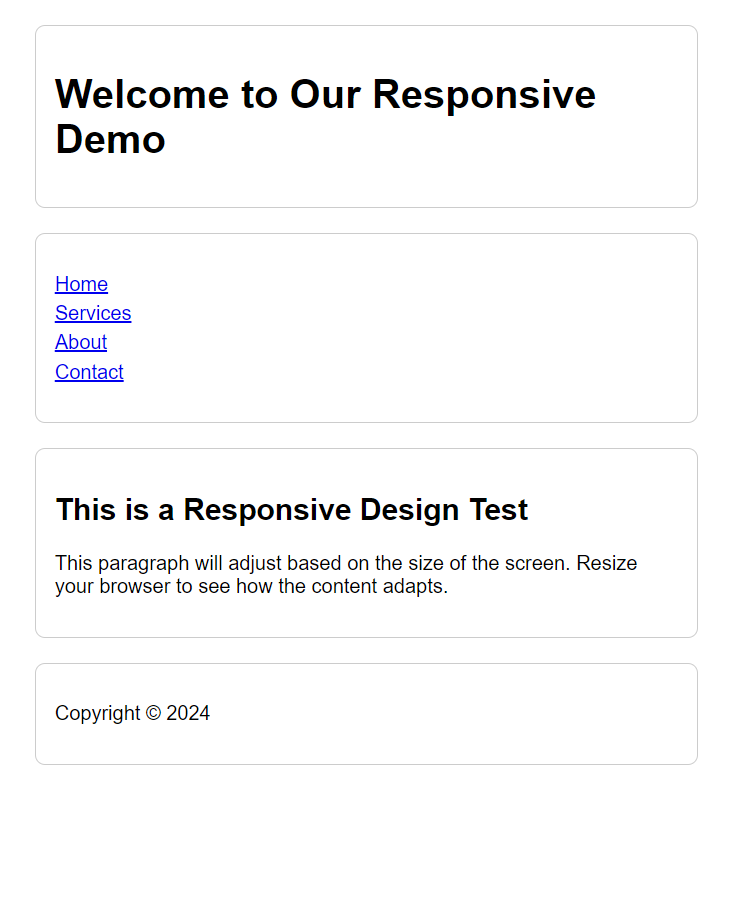 Welcome to Our Responsive
Demo
Home
Services
About
Contact
This is a Responsive Design Test
This paragraph will adjust based on the size of the screen. Resize
your browser to see how the content adapts.
Copyright © 2024